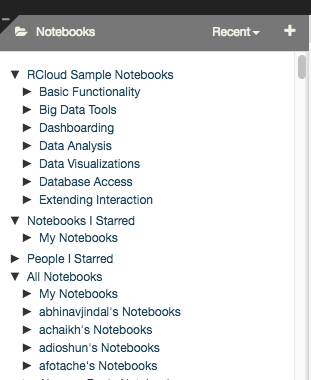 Notebooks Recent
RCloud Sample Notebooks
Basic Functionality
Big Data Tools
Dashboarding
Data Analysis
Data Visualizations
Database Access
Extending Interaction
Notebooks I Starred
My Notebooks
People I Starred
All Notebooks
My Notebooks
abhinavjindal's Notebooks
achaikh's Notebooks
adioshun's Notebooks
afotache's Notebooks